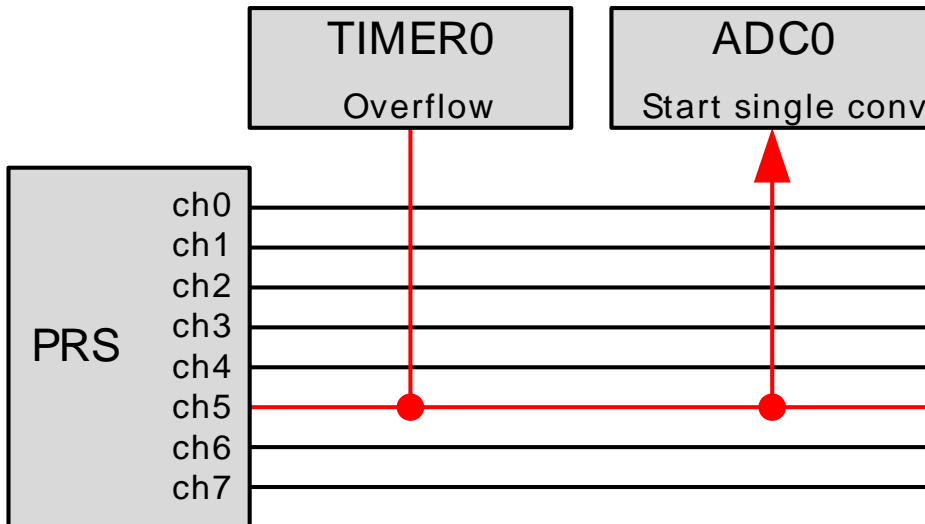 TIMER0
Overflow
ADC0
Start single conv
PRS
ch0
ch1
ch2
ch3
ch4
ch5
ch6
ch7